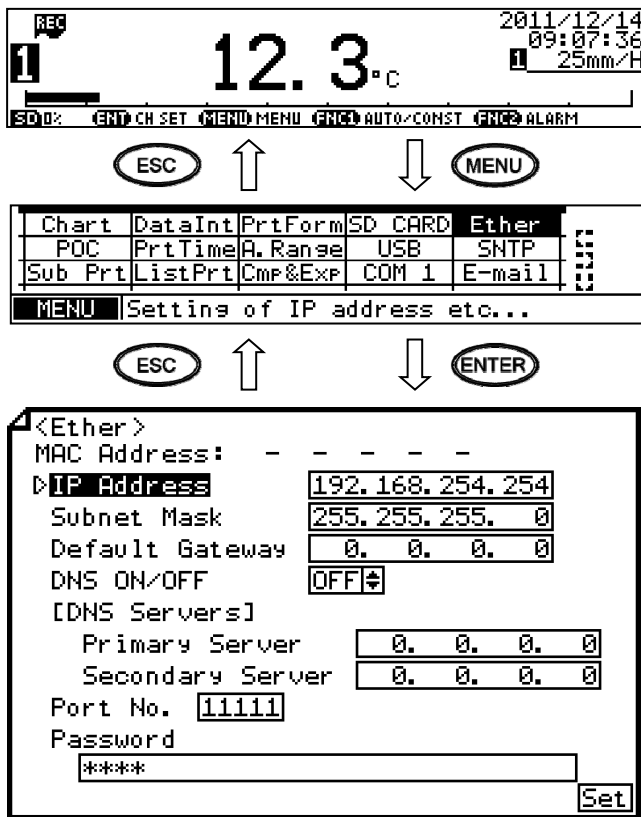 REC 2011/12/14
09:07:36
1 12.3°C 1 25mm/H
SD 0% ENT CH SET MENU MENU FNC1 AUTO/CONST FNC2 ALARM
ESC MENU
Chart DataInt PrtForm SD CARD Ether
POC PrtTime A.Range USB SNTP
Sub Prt ListPrt Cmp&Exp COM 1 E-mail
MENU Setting of IP address etc...
ESC ENTER
<Ether>
MAC Address: - - - - -
IP Address 192.168.254.254
Subnet Mask 255.255.255. 0
Default Gateway 0. 0. 0. 0
DNS ON/OFF OFF
[DNS Servers]
Primary Server 0. 0. 0. 0
Secondary Server 0. 0. 0. 0
Port No. 11111
Password
****
Set